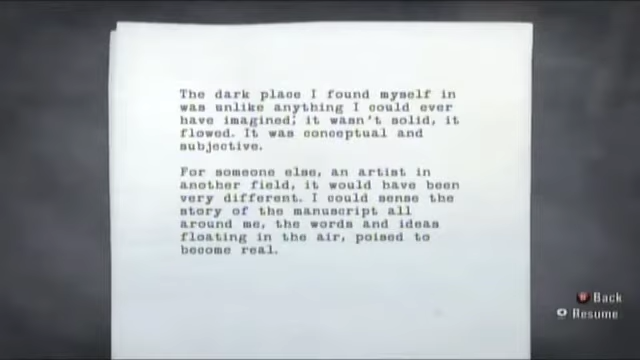 The dark place I found myself in
was unlike anything I could ever
have imagined; it wasn't solid, it
flowed. It was conceptual and
subjective.
For someone else, an artist in
another field, it would have been
very different. I could sense the
story of the manuscript all
around me, the words and ideas
floating in the air, poised to
become real.
B Back
Resume